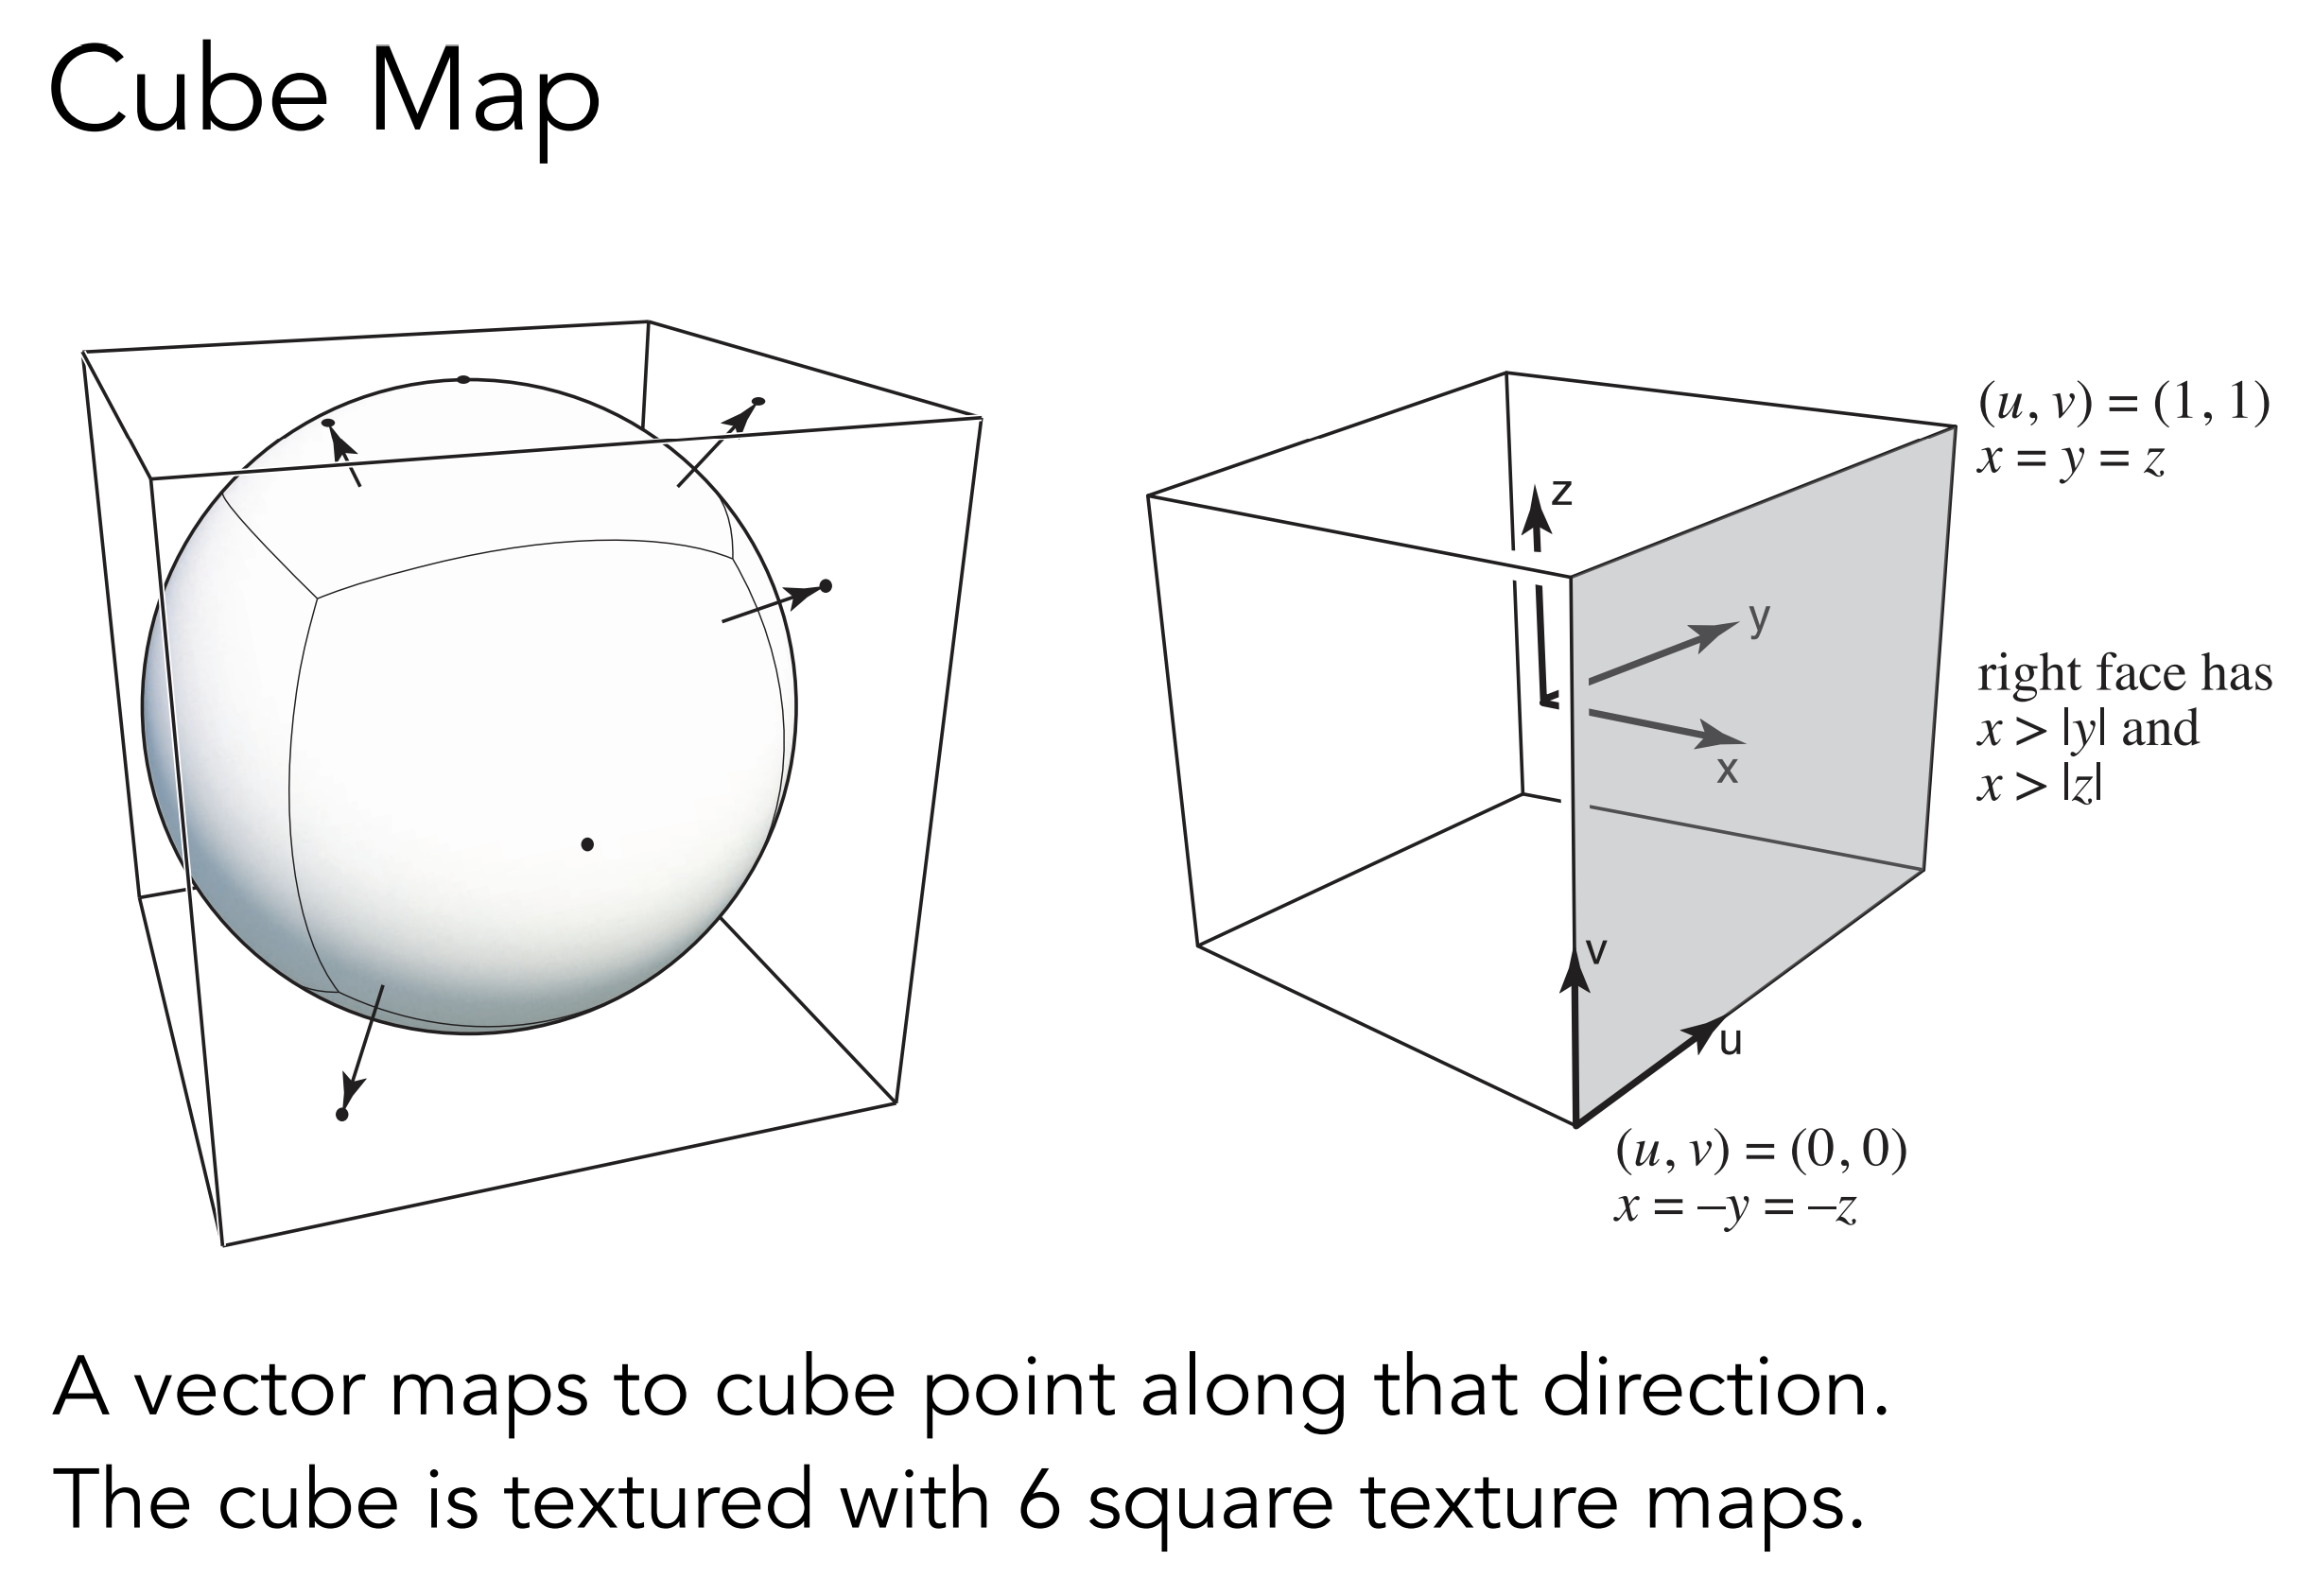 Cube Map
(u, v) = (1, 1)
x = y = z
z
y
x
right face has
x > |y| and
x > |z|
v
u
(u, v) = (0, 0)
x = –y = –z
A vector maps to cube point along that direction.
The cube is textured with 6 square texture maps.